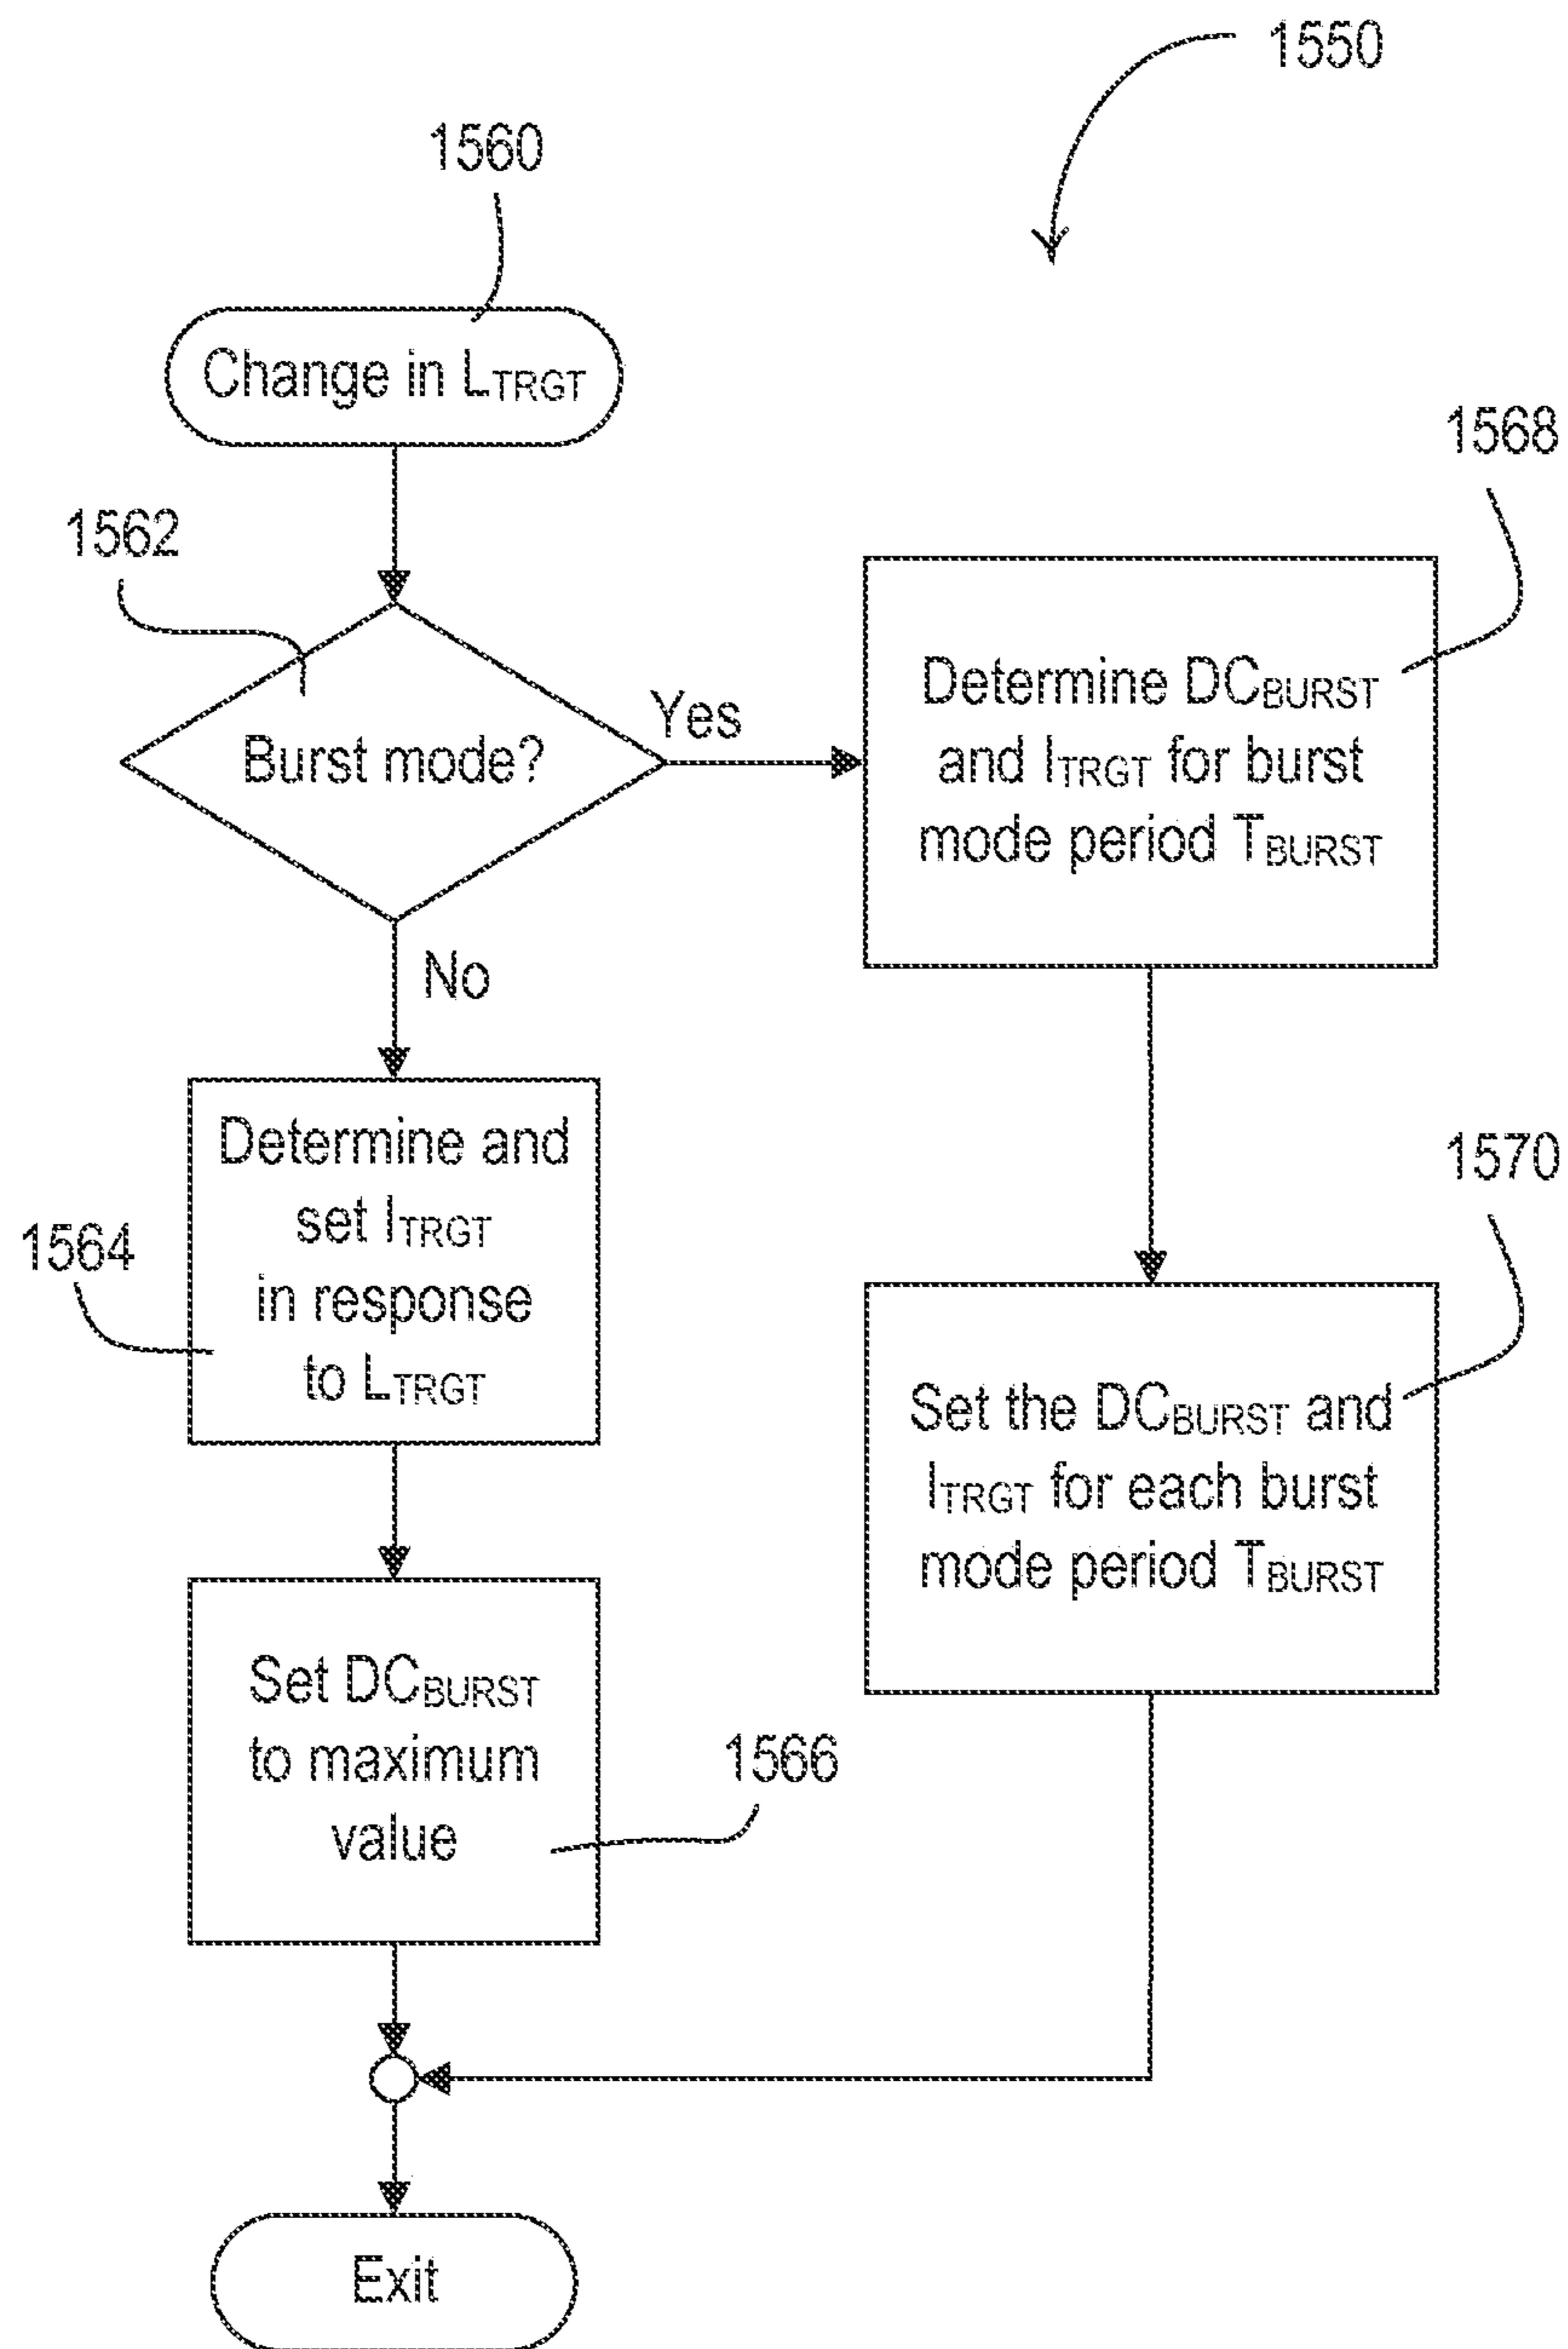 1550
1560
Change in LTRGT
1568
1562
Burst mode?
Yes
Determine DCBURST
and ITRGT for burst
mode period TBURST
No
Determine and
set ITRGT
in response
to LTRGT
1564
1570
Set the DCBURST and
ITRGT for each burst
mode period TBURST
Set DCBURST
to maximum
value
1566
Exit